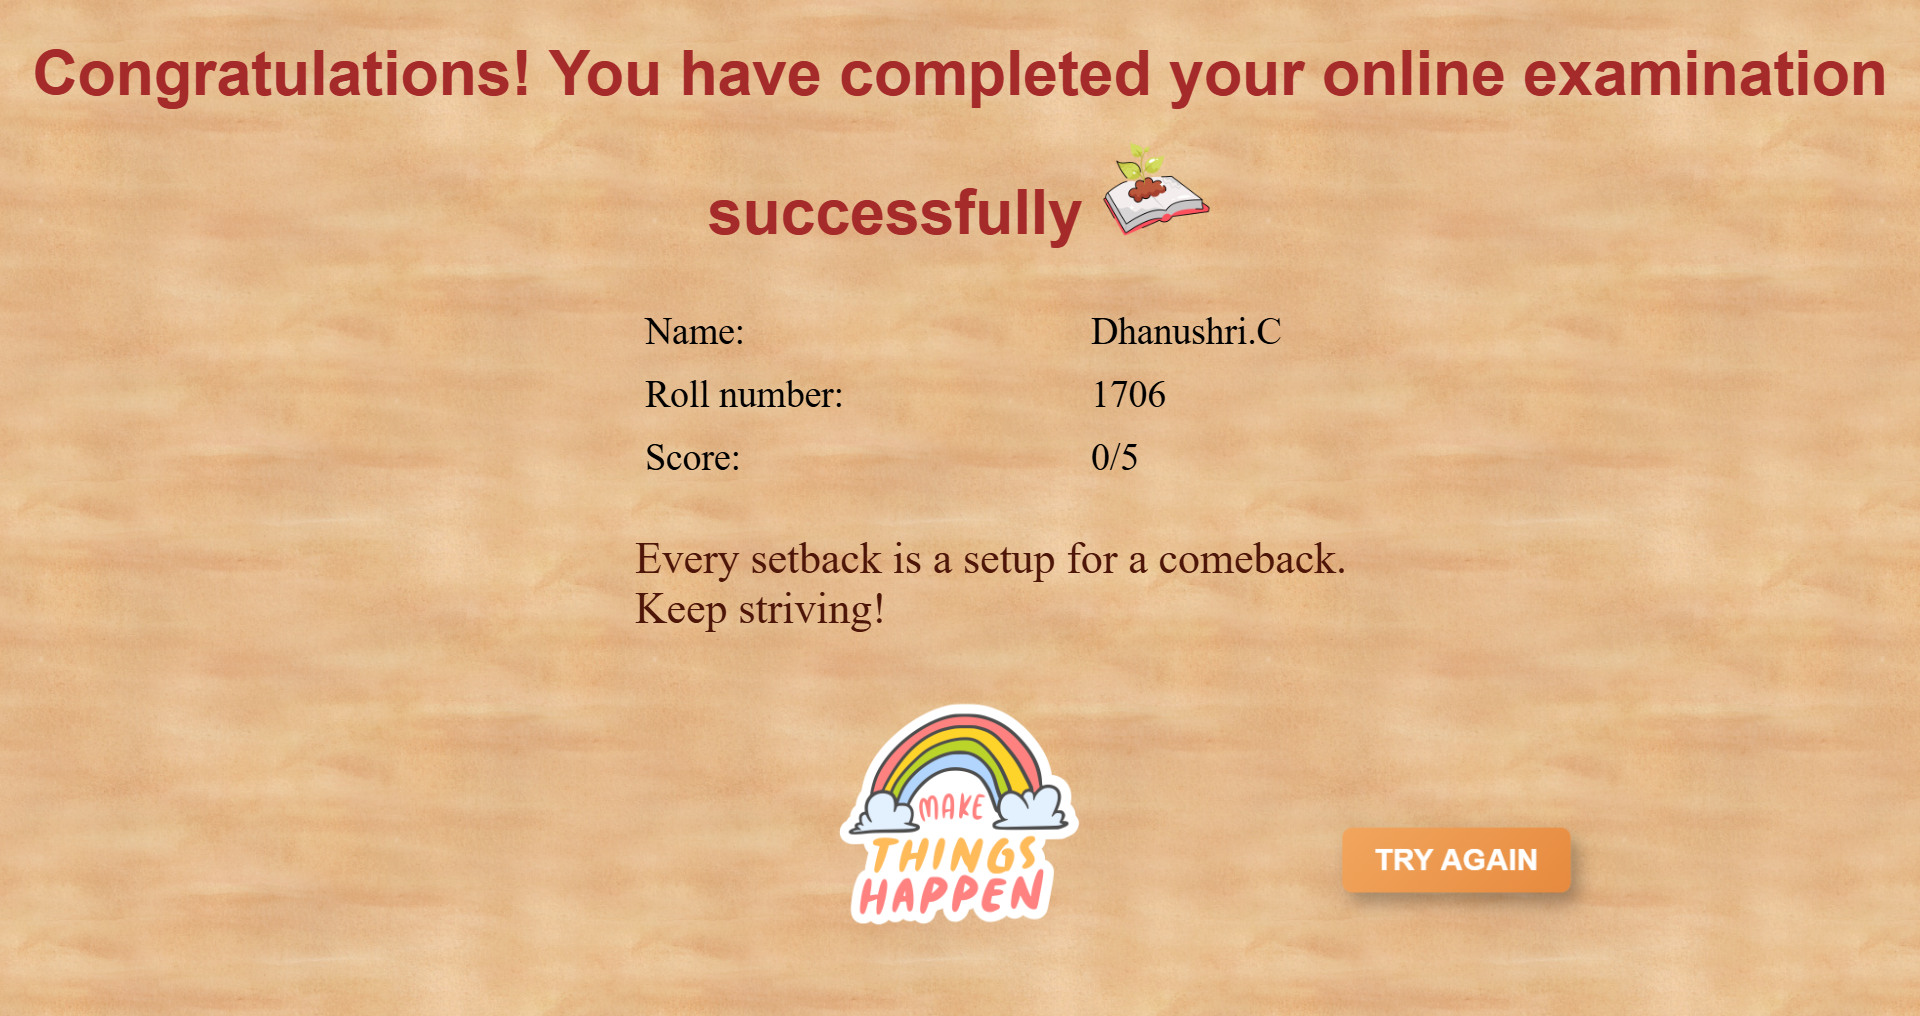 Congratulations! You have completed your online examination
successfully
Name: Dhanushri.C
Roll number: 1706
Score: 0/5
Every setback is a setup for a comeback.
Keep striving!
MAKE
THINGS
HAPPEN
TRY AGAIN